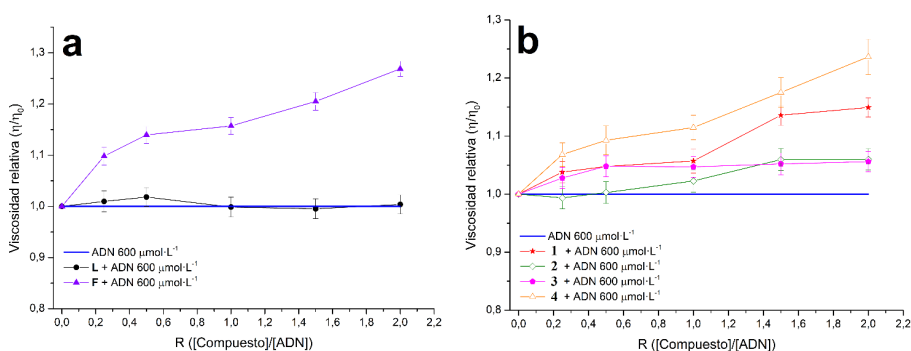 a
1,3
1,2
1,1
1,0
0,9
0,8
Viscosidad relativa (η/η₀)
ADN 600 μmol·L⁻¹
L + ADN 600 μmol·L⁻¹
F + ADN 600 μmol·L⁻¹
0,0 0,2 0,4 0,6 0,8 1,0 1,2 1,4 1,6 1,8 2,0 2,2
R ([Compuesto]/[ADN])
b
1,3
1,2
1,1
1,0
0,9
0,8
Viscosidad relativa (η/η₀)
ADN 600 μmol·L⁻¹
1 + ADN 600 μmol·L⁻¹
2 + ADN 600 μmol·L⁻¹
3 + ADN 600 μmol·L⁻¹
4 + ADN 600 μmol·L⁻¹
0,0 0,2 0,4 0,6 0,8 1,0 1,2 1,4 1,6 1,8 2,0 2,2
R ([Compuesto]/[ADN])